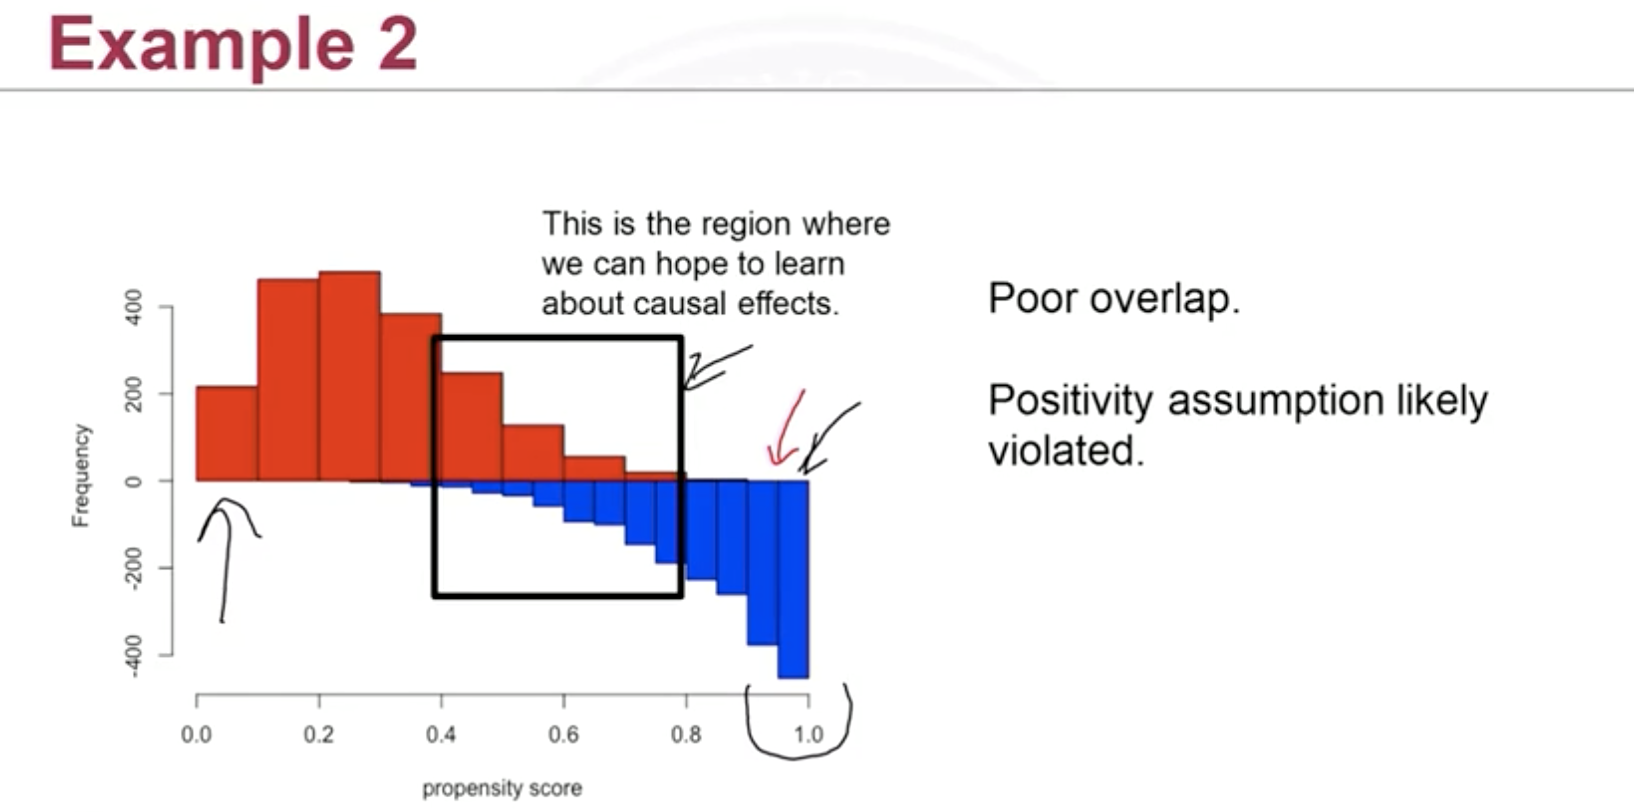 Example 2
This is the region where
we can hope to learn
about causal effects.
Poor overlap.
Positivity assumption likely
violated.
Frequency
400
200
0
-200
-400
0.0 0.2 0.4 0.6 0.8 1.0
propensity score